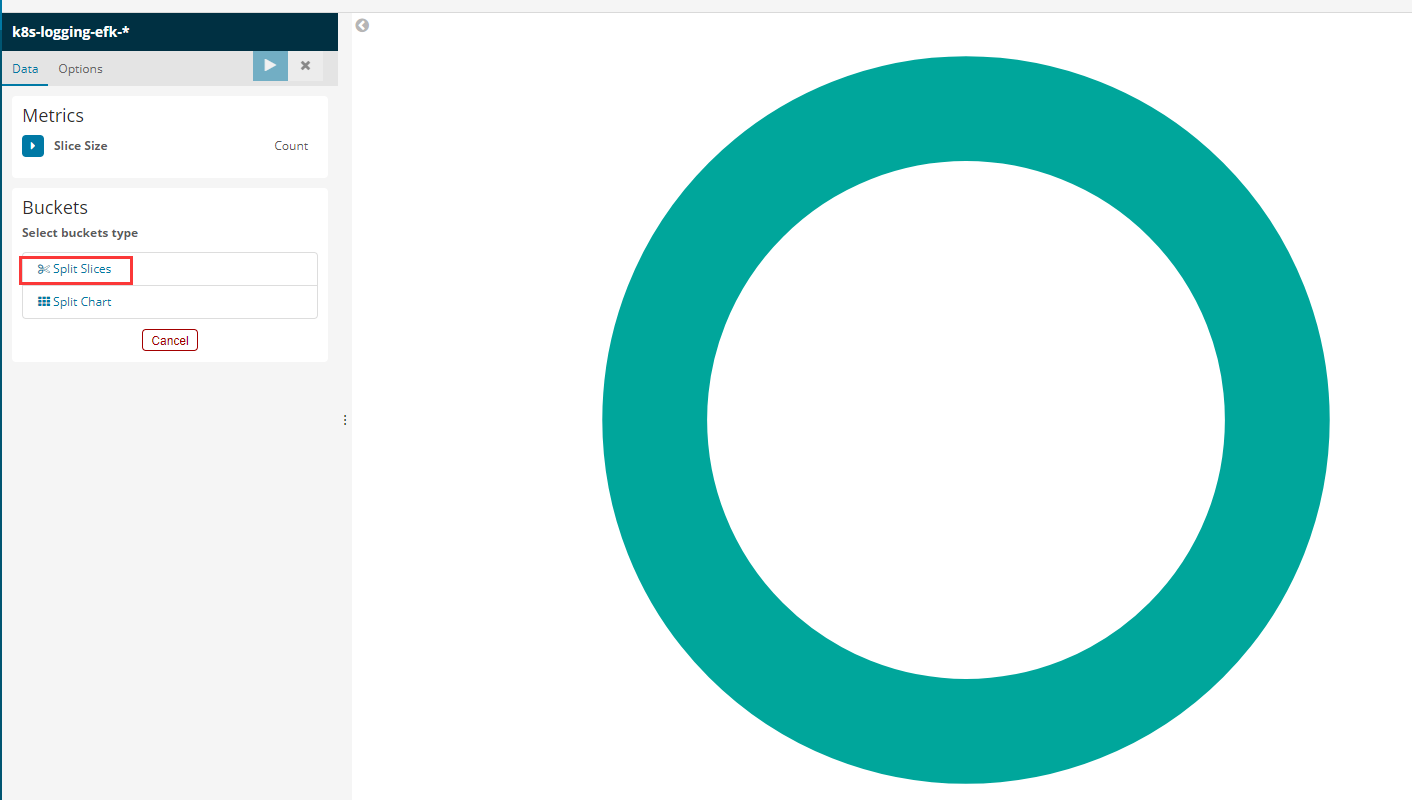 k8s-logging-efk-*
Data Options
Metrics
Slice Size Count
Buckets
Select buckets type
Split Slices
Split Chart
Cancel